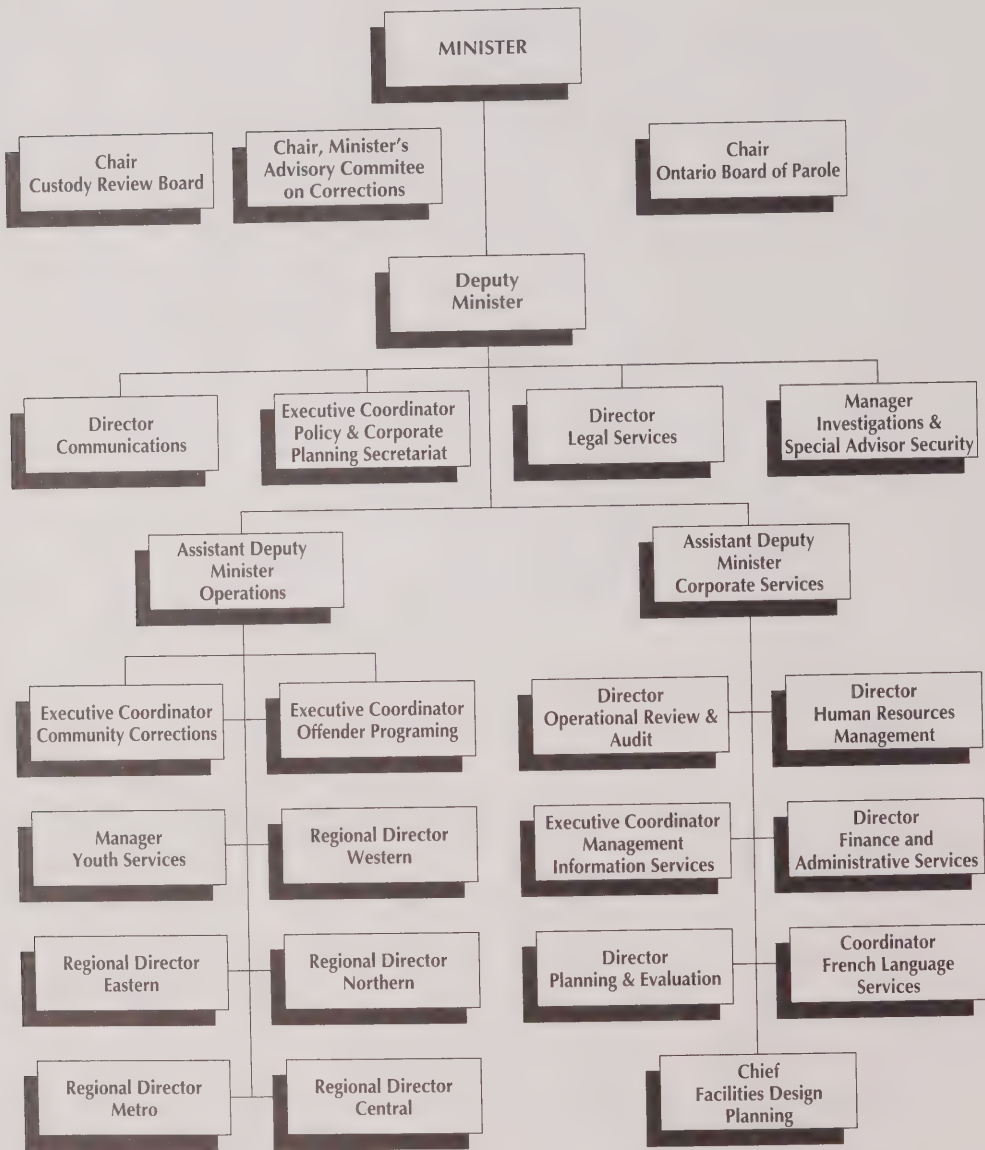 MINISTER
Chair
Custody Review Board
Chair, Minister's
Advisory Commitee
on Corrections
Chair
Ontario Board of Parole
Deputy
Minister
Director
Communications
Executive Coordinator
Policy & Corporate
Planning Secretariat
Director
Legal Services
Manager
Investigations &
Special Advisor Security
Assistant Deputy
Minister
Operations
Assistant Deputy
Minister
Corporate Services
Executive Coordinator
Community Corrections
Executive Coordinator
Offender Programing
Director
Operational Review &
Audit
Director
Human Resources
Management
Manager
Youth Services
Regional Director
Western
Executive Coordinator
Management
Information Services
Director
Finance and
Administrative Services
Regional Director
Eastern
Regional Director
Northern
Director
Planning & Evaluation
Coordinator
French Language
Services
Regional Director
Metro
Regional Director
Central
Chief
Facilities Design
Planning